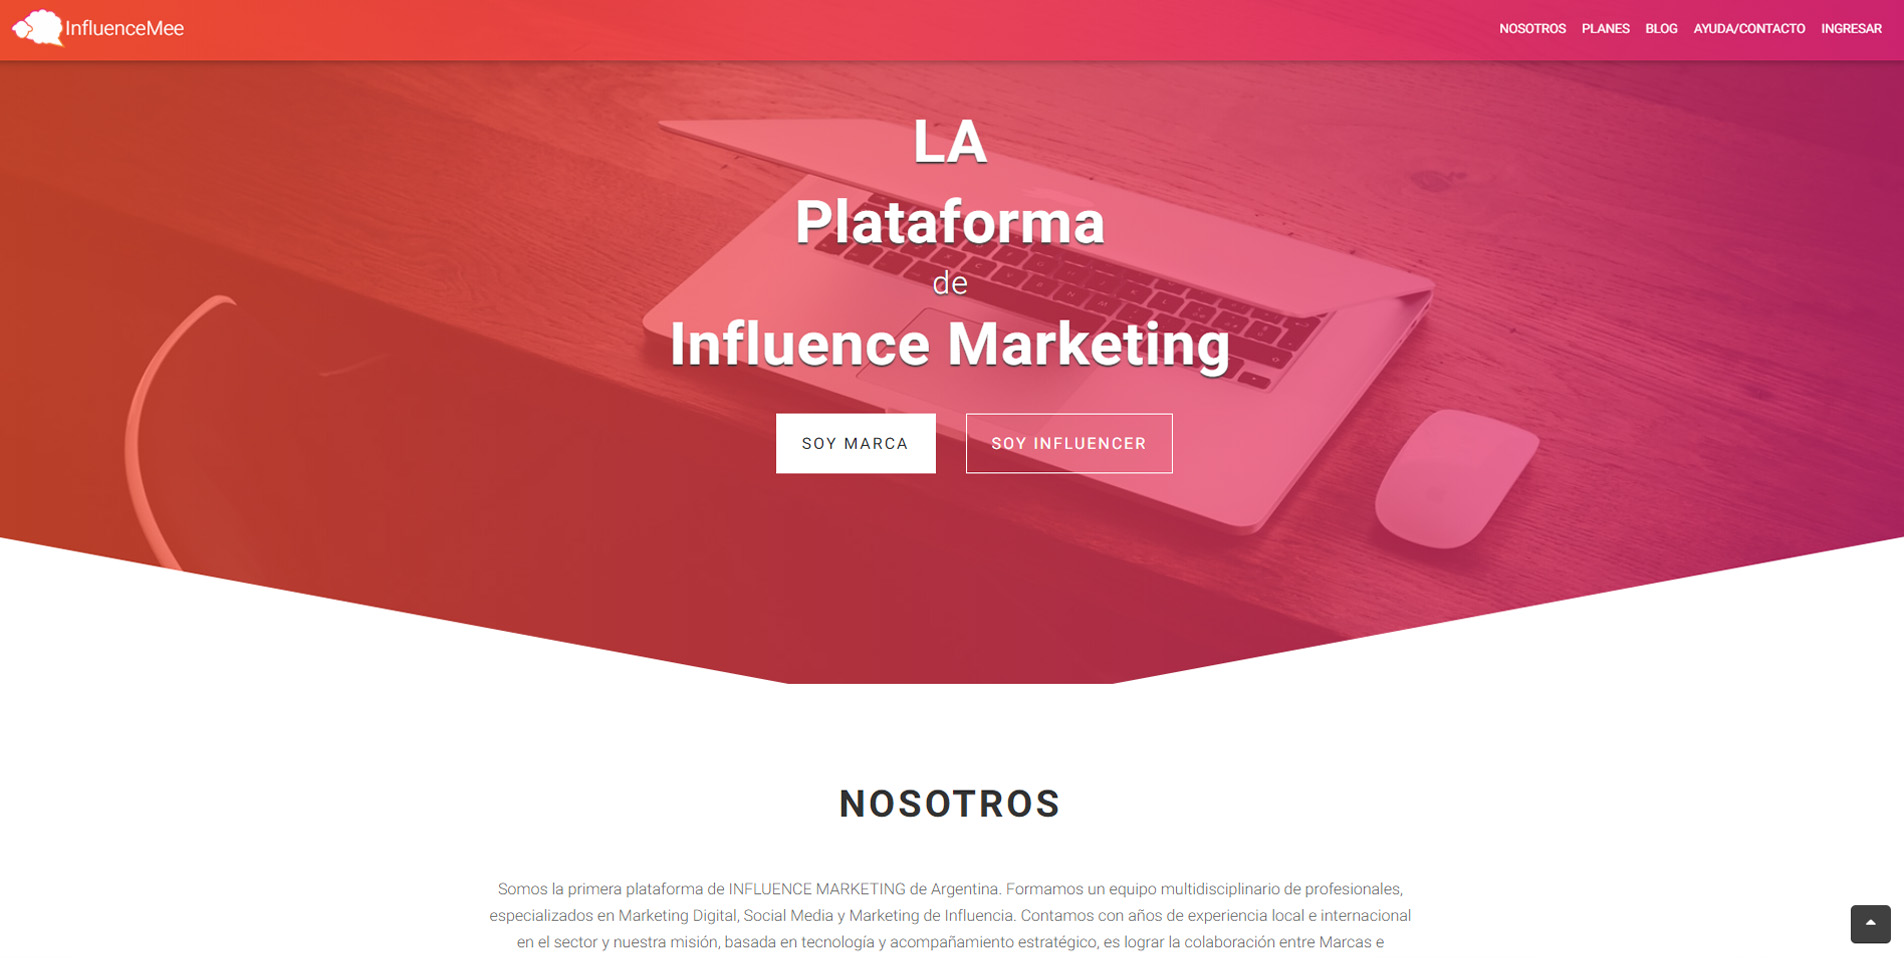 InfluenceMee
NOSOTROS PLANES BLOG AYUDA/CONTACTO INGRESAR
LA
Plataforma
de
Influence Marketing
SOY MARCA SOY INFLUENCER
NOSOTROS
Somos la primera plataforma de INFLUENCE MARKETING de Argentina. Formamos un equipo multidisciplinario de profesionales,
especializados en Marketing Digital, Social Media y Marketing de Influencia. Contamos con años de experiencia local e internacional
en el sector y nuestra misión, basada en tecnología y acompañamiento estratégico, es lograr la colaboración entre Marcas e